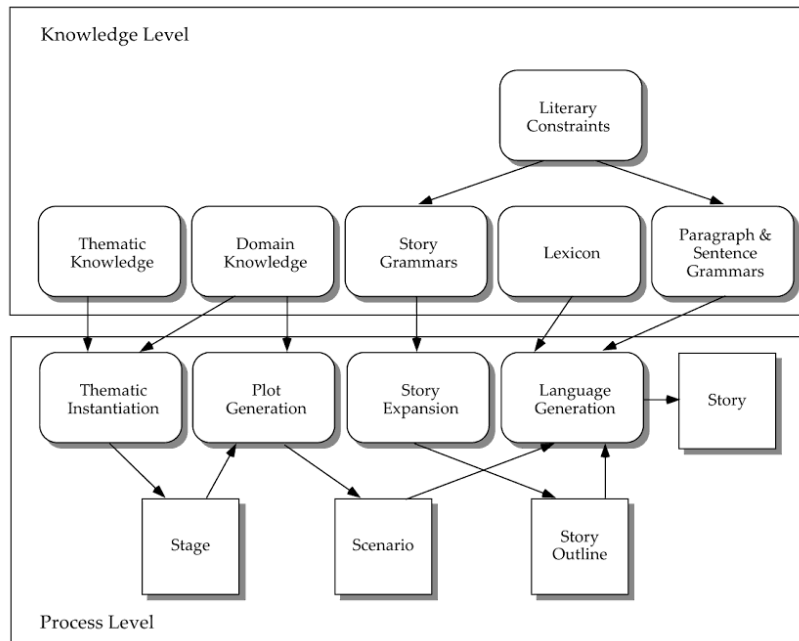 Knowledge Level
Literary
Constraints
Thematic
Knowledge
Domain
Knowledge
Story
Grammars
Lexicon
Paragraph &
Sentence
Grammars
Thematic
Instantiation
Plot
Generation
Story
Expansion
Language
Generation
Story
Stage
Scenario
Story
Outline
Process Level